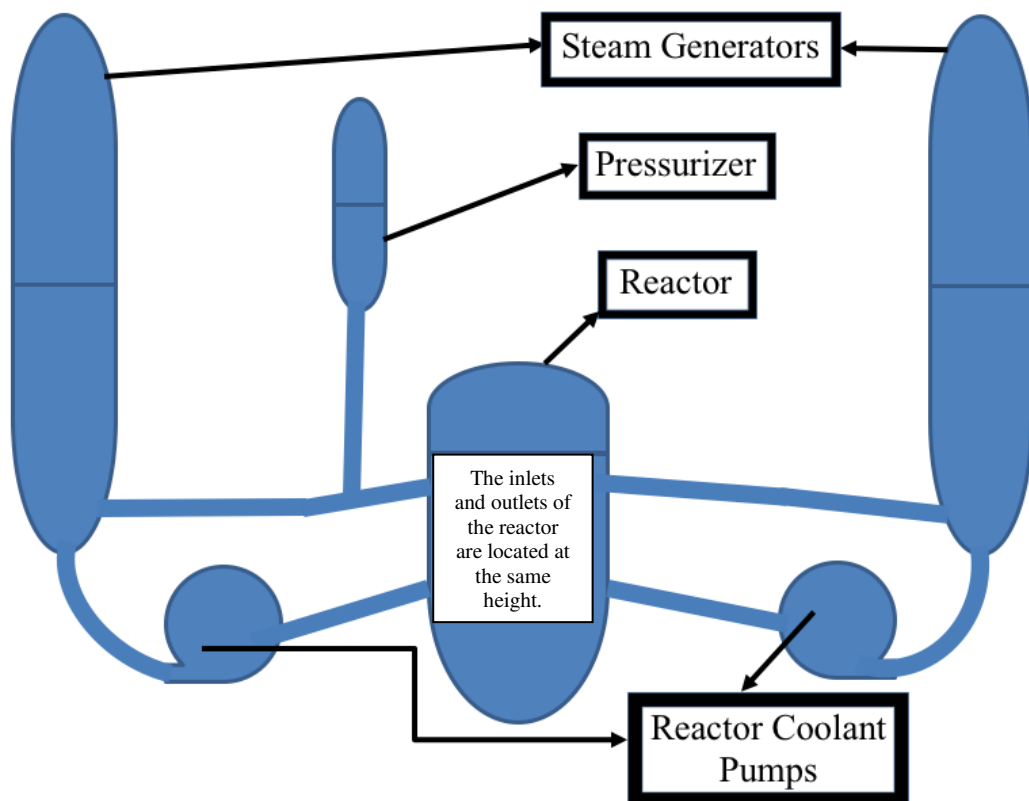 Steam Generators
Pressurizer
Reactor
The inlets
and outlets of
the reactor
are located at
the same
height.
Reactor Coolant
Pumps